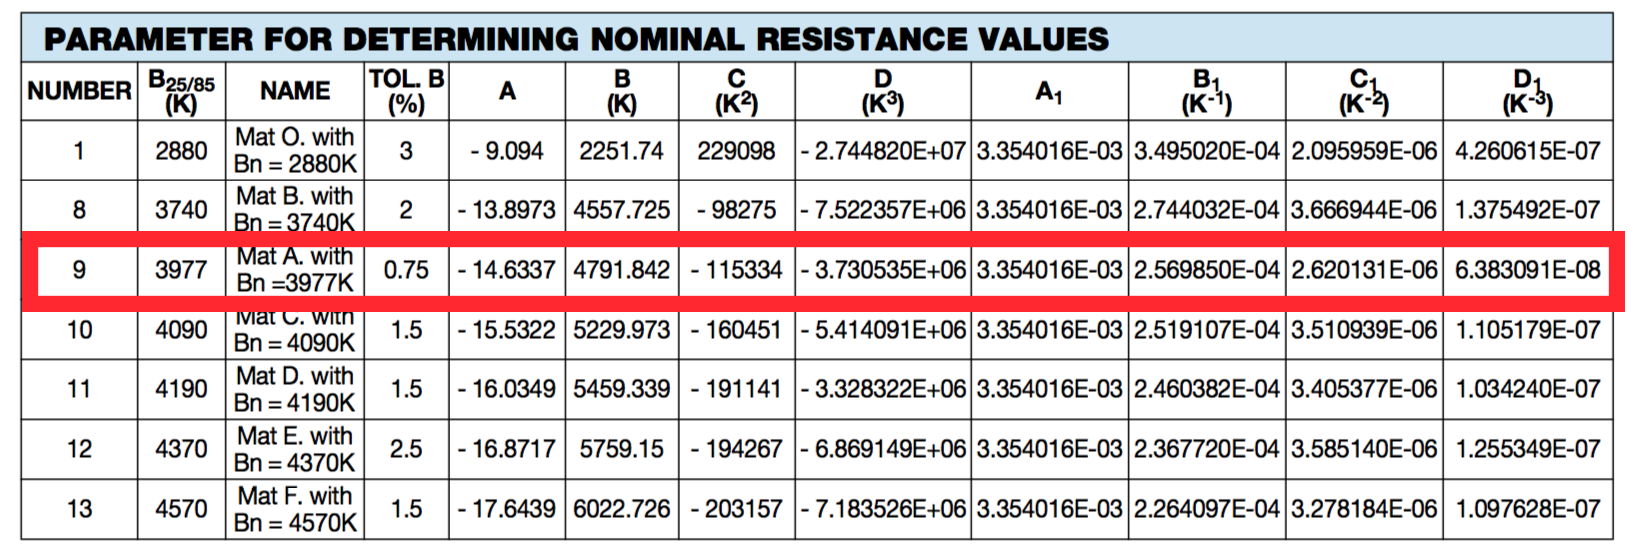 PARAMETER FOR DETERMINING NOMINAL RESISTANCE VALUES
NUMBER B25/85 (K) NAME TOL. B (%) A B (K) C (K2) D (K3) A1 B1 (K-1) C1 (K-2) D1 (K-3)
1 2880 Mat O. with Bn = 2880K 3 - 9.094 2251.74 229098 - 2.744820E+07 3.354016E-03 3.495020E-04 2.095959E-06 4.260615E-07
8 3740 Mat B. with Bn = 3740K 2 - 13.8973 4557.725 - 98275 - 7.522357E+06 3.354016E-03 2.744032E-04 3.666944E-06 1.375492E-07
9 3977 Mat A. with Bn =3977K 0.75 - 14.6337 4791.842 - 115334 - 3.730535E+06 3.354016E-03 2.569850E-04 2.620131E-06 6.383091E-08
10 4090 Mat C. with Bn = 4090K 1.5 - 15.5322 5229.973 - 160451 - 5.414091E+06 3.354016E-03 2.519107E-04 3.510939E-06 1.105179E-07
11 4190 Mat D. with Bn = 4190K 1.5 - 16.0349 5459.339 - 191141 - 3.328322E+06 3.354016E-03 2.460382E-04 3.405377E-06 1.034240E-07
12 4370 Mat E. with Bn = 4370K 2.5 - 16.8717 5759.15 - 194267 - 6.869149E+06 3.354016E-03 2.367720E-04 3.585140E-06 1.255349E-07
13 4570 Mat F. with Bn = 4570K 1.5 - 17.6439 6022.726 - 203157 - 7.183526E+06 3.354016E-03 2.264097E-04 3.278184E-06 1.097628E-07